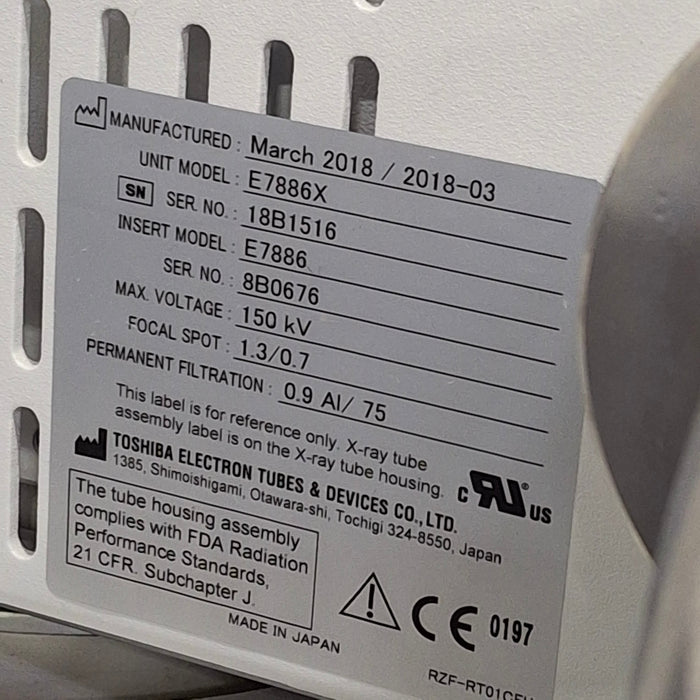 MANUFACTURED : March 2018 / 2018-03
UNIT MODEL : E7886X
SN SER. NO. : 18B1516
INSERT MODEL : E7886
SER. NO. : 8B0676
MAX. VOLTAGE : 150 kV
FOCAL SPOT : 1.3/0.7
PERMANENT FILTRATION : 0.9 Al/ 75
This label is for reference only. X-ray tube
assembly label is on the X-ray tube housing.
TOSHIBA ELECTRON TUBES & DEVICES CO., LTD.
1385, Shimoishigami, Otawara-shi, Tochigi 324-8550, Japan
c RU® US
The tube housing assembly
complies with FDA Radiation
Performance Standards,
21 CFR. Subchapter J.
CE 0197
MADE IN JAPAN